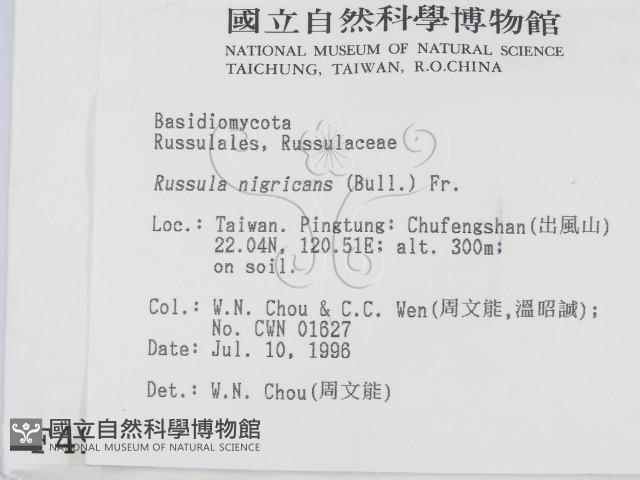 國立自然科學博物館
NATIONAL MUSEUM OF NATURAL SCIENCE
TAICHUNG, TAIWAN, R.O.CHINA
Basidiomycota
Russulales, Russulaceae
Russula nigricans (Bull.) Fr.
Loc.: Taiwan. Pingtung: Chufengshan(出風山)
22.04N, 120.51E; alt. 300m;
on soil.
Col.: W.N. Chou & C.C. Wen(周文能,溫昭誠);
No. CWN 01627
Date: Jul. 10, 1996
Det.: W.N. Chou(周文能)
國立自然科學博物館
NATIONAL MUSEUM OF NATURAL SCIENCE